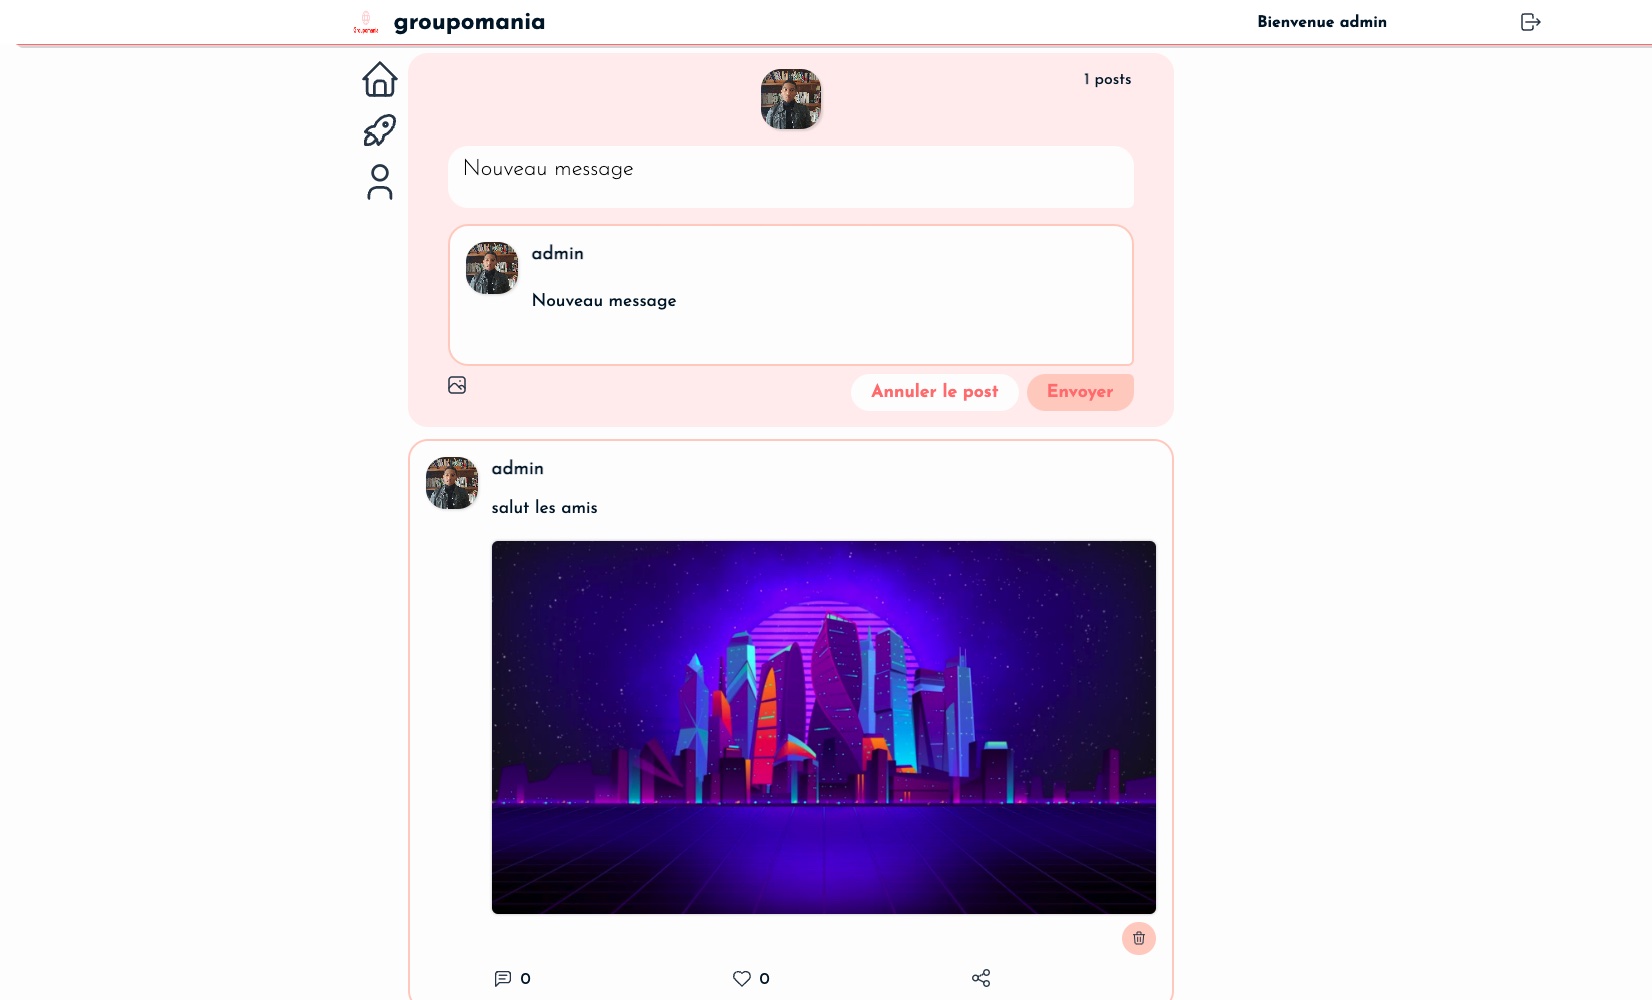 Groupomania
groupomania
Bienvenue admin
1 posts
Nouveau message
admin
Nouveau message
Annuler le post
Envoyer
admin
salut les amis
0
0